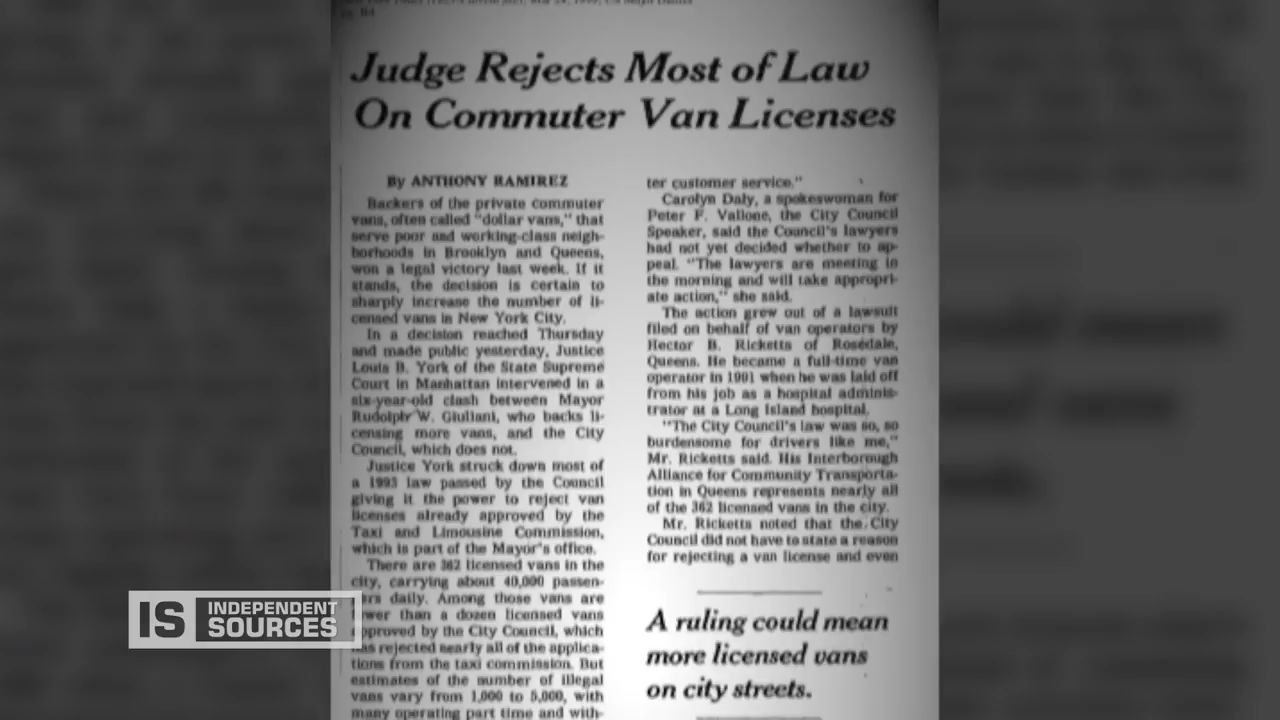 Judge Rejects Most of Law
On Commuter Van Licenses
By ANTHONY RAMIREZ
Backers of the private commuter
vans, often called "dollar vans," that
serve poor and working-class neigh-
borhoods in Brooklyn and Queens,
won a legal victory last week. If it
stands, the decision is certain to
sharply increase the number of li-
censed vans in New York City.
In a decision reached Thursday
and made public yesterday, Justice
Louis B. York of the State Supreme
Court in Manhattan intervened in a
six-year-old clash between Mayor
Rudolph W. Giuliani, who backs li-
censing more vans, and the City
Council, which does not.
Justice York struck down most of
a 1993 law passed by the Council
giving it the power to reject van
licenses already approved by the
Taxi and Limousine Commission,
which is part of the Mayor's office.
There are 362 licensed vans in the
city, carrying about 40,000 passen-
daily. Among those vans are
than a dozen licensed vans
by the City Council, which
rejected nearly all of the applica-
tions from the taxi commission. But
estimates of the number of illegal
vans vary from 1,000 to 5,000, with
many operating part time and with-
ter customer service."
Carolyn Daly, a spokeswoman for
Peter F. Vallone, the City Council
Speaker, said the Council's lawyers
had not yet decided whether to ap-
peal. "The lawyers are meeting in
the morning and will take appropri-
ate action," she said.
The action grew out of a lawsuit
filed on behalf of van operators by
Hector B. Ricketts of Rosedale,
Queens. He became a full-time van
operator in 1991 when he was laid off
from his job as a hospital adminis-
trator at a Long Island hospital.
"The City Council's law was so, so
burdensome for drivers like me,"
Mr. Ricketts said. His Interborough
Alliance for Community Transporta-
tion in Queens represents nearly all
of the 362 licensed vans in the city.
Mr. Ricketts noted that the City
Council did not have to state a reason
for rejecting a van license and even
A ruling could mean
more licensed vans
on city streets.
IS INDEPENDENT
SOURCES